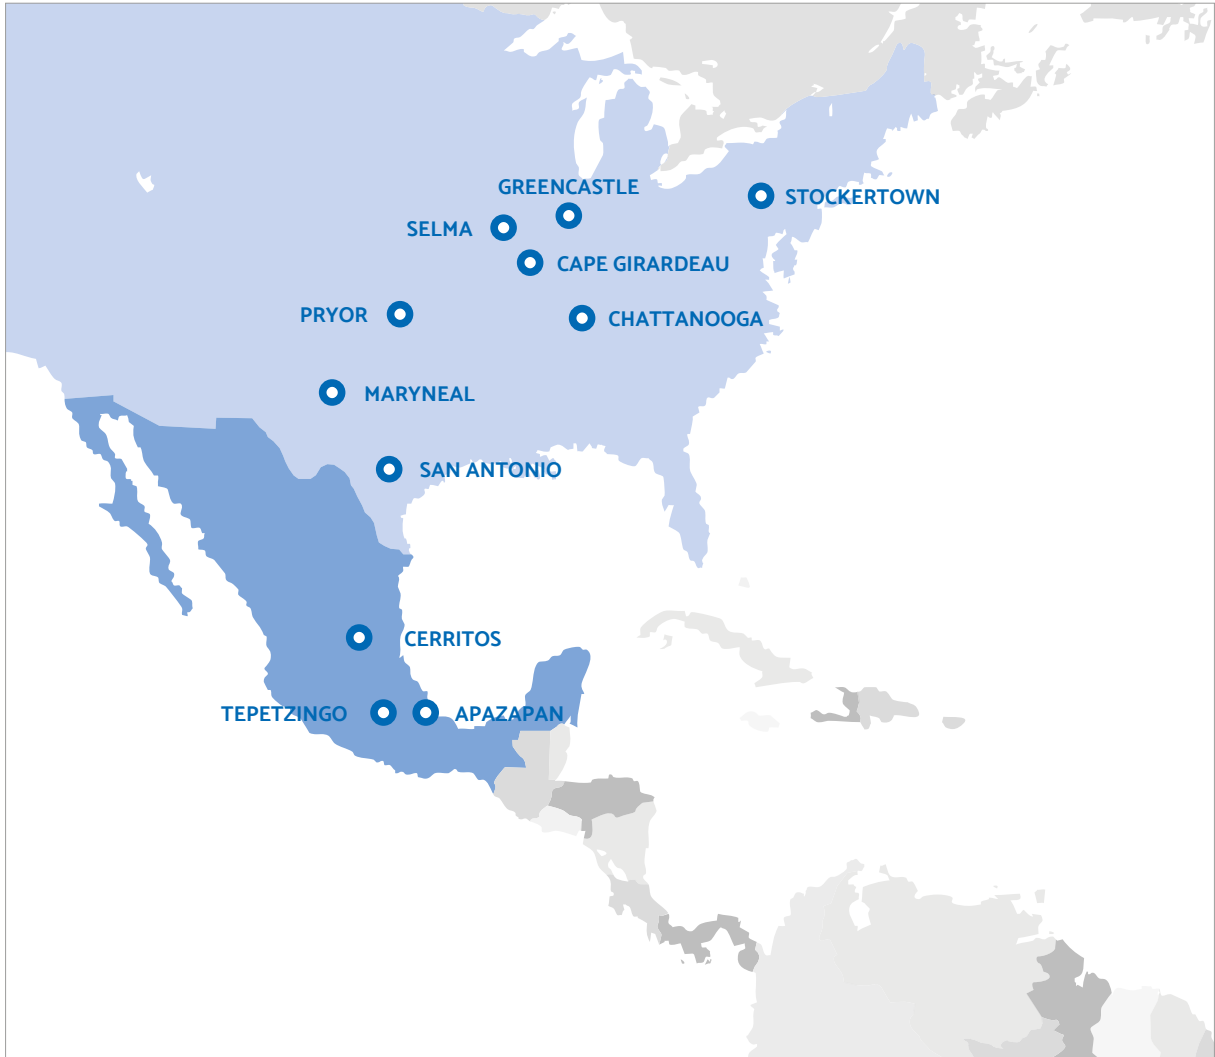 GREENCASTLE
STOCKERTOWN
SELMA
CAPE GIRARDEAU
PRYOR
CHATTANOOGA
MARYNEAL
SAN ANTONIO
CERRITOS
TEPETZINGO
APAZAPAN